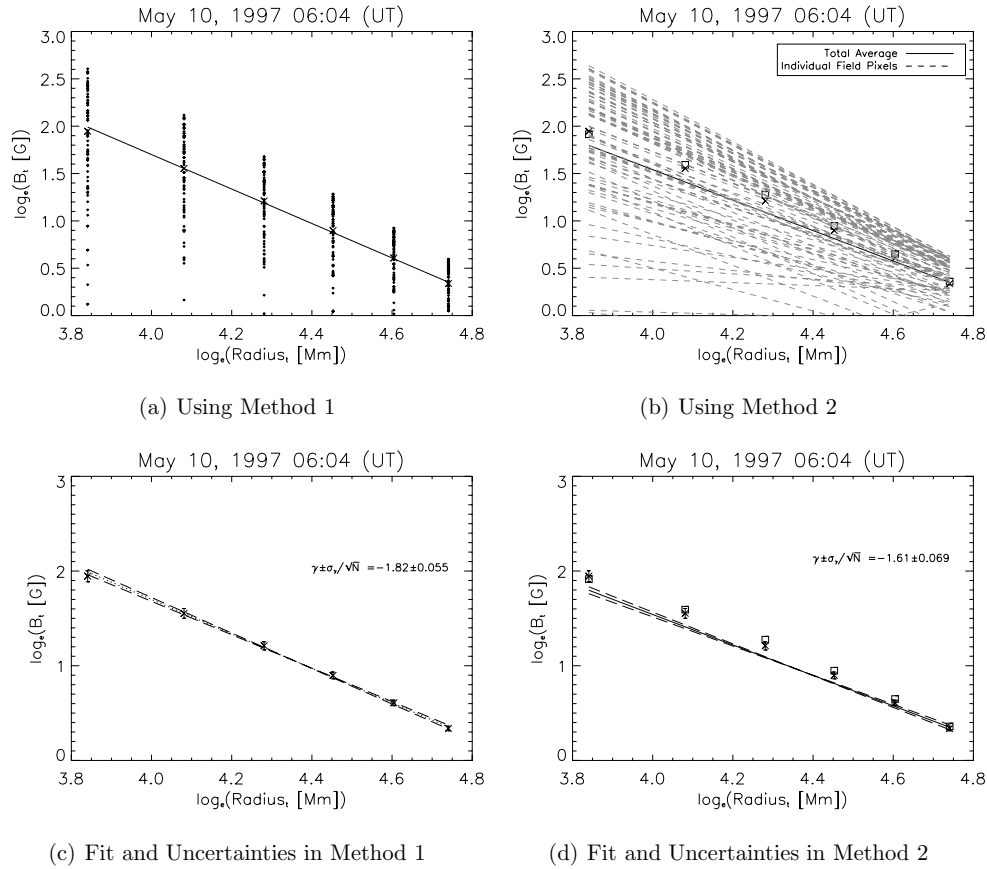 May 10, 1997 06:04 (UT)
3.0
2.5
2.0
1.5
1.0
0.5
0.0
logₑ(Bₜ [G])
3.8 4.0 4.2 4.4 4.6 4.8
logₑ(Radiusₜ [Mm])
(a) Using Method 1
May 10, 1997 06:04 (UT)
Total Average
Individual Field Pixels
3.0
2.5
2.0
1.5
1.0
0.5
0.0
logₑ(Bₜ [G])
3.8 4.0 4.2 4.4 4.6 4.8
logₑ(Radiusₜ [Mm])
(b) Using Method 2
May 10, 1997 06:04 (UT)
3
2
1
0
logₑ(Bₜ [G])
γ±σᵧ/√N =−1.82±0.055
3.8 4.0 4.2 4.4 4.6 4.8
logₑ(Radiusₜ [Mm])
(c) Fit and Uncertainties in Method 1
May 10, 1997 06:04 (UT)
3
2
1
0
logₑ(Bₜ [G])
γ±σᵧ/√N =−1.61±0.069
3.8 4.0 4.2 4.4 4.6 4.8
logₑ(Radiusₜ [Mm])
(d) Fit and Uncertainties in Method 2